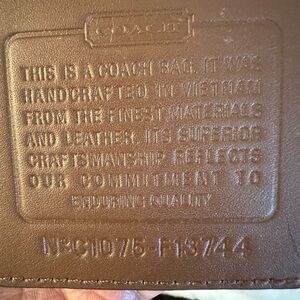 COACH
THIS IS A COACH BAG. IT WAS
HANDCRAFTED IN VIETNAM
FROM THE FINEST MATERIALS
AND LEATHER. ITS SUPERIOR
CRAFTSMANSHIP REFLECTS
OUR COMMITMENT TO
ENDURING QUALITY
NºC1075-F13744